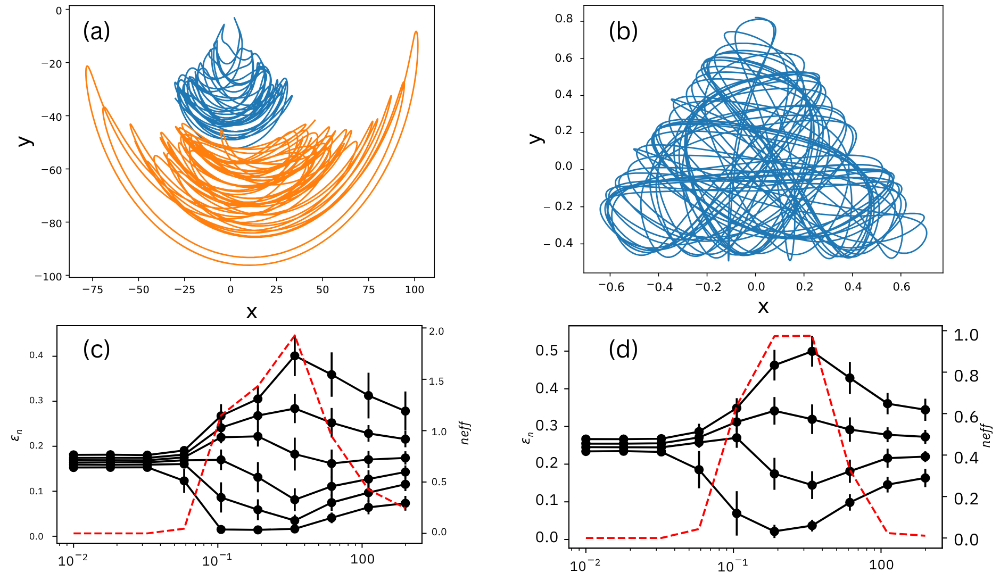 (a)
0
−20
−40
−60
−80
−100
y
−75 −50 −25 0 25 50 75 100
x
(b)
0.8
0.6
0.4
0.2
0.0
− 0.2
− 0.4
y
−0.6 −0.4 −0.2 0.0 0.2 0.4 0.6
x
(c)
0.4
0.3
0.2
0.1
0.0
εn
2.0
1.5
1.0
0.5
0.0
neff
10−2 10−1 100
(d)
0.5
0.4
0.3
0.2
0.1
0.0
εn
1.0
0.8
0.6
0.4
0.2
0.0
neff
10−2 10−1 100